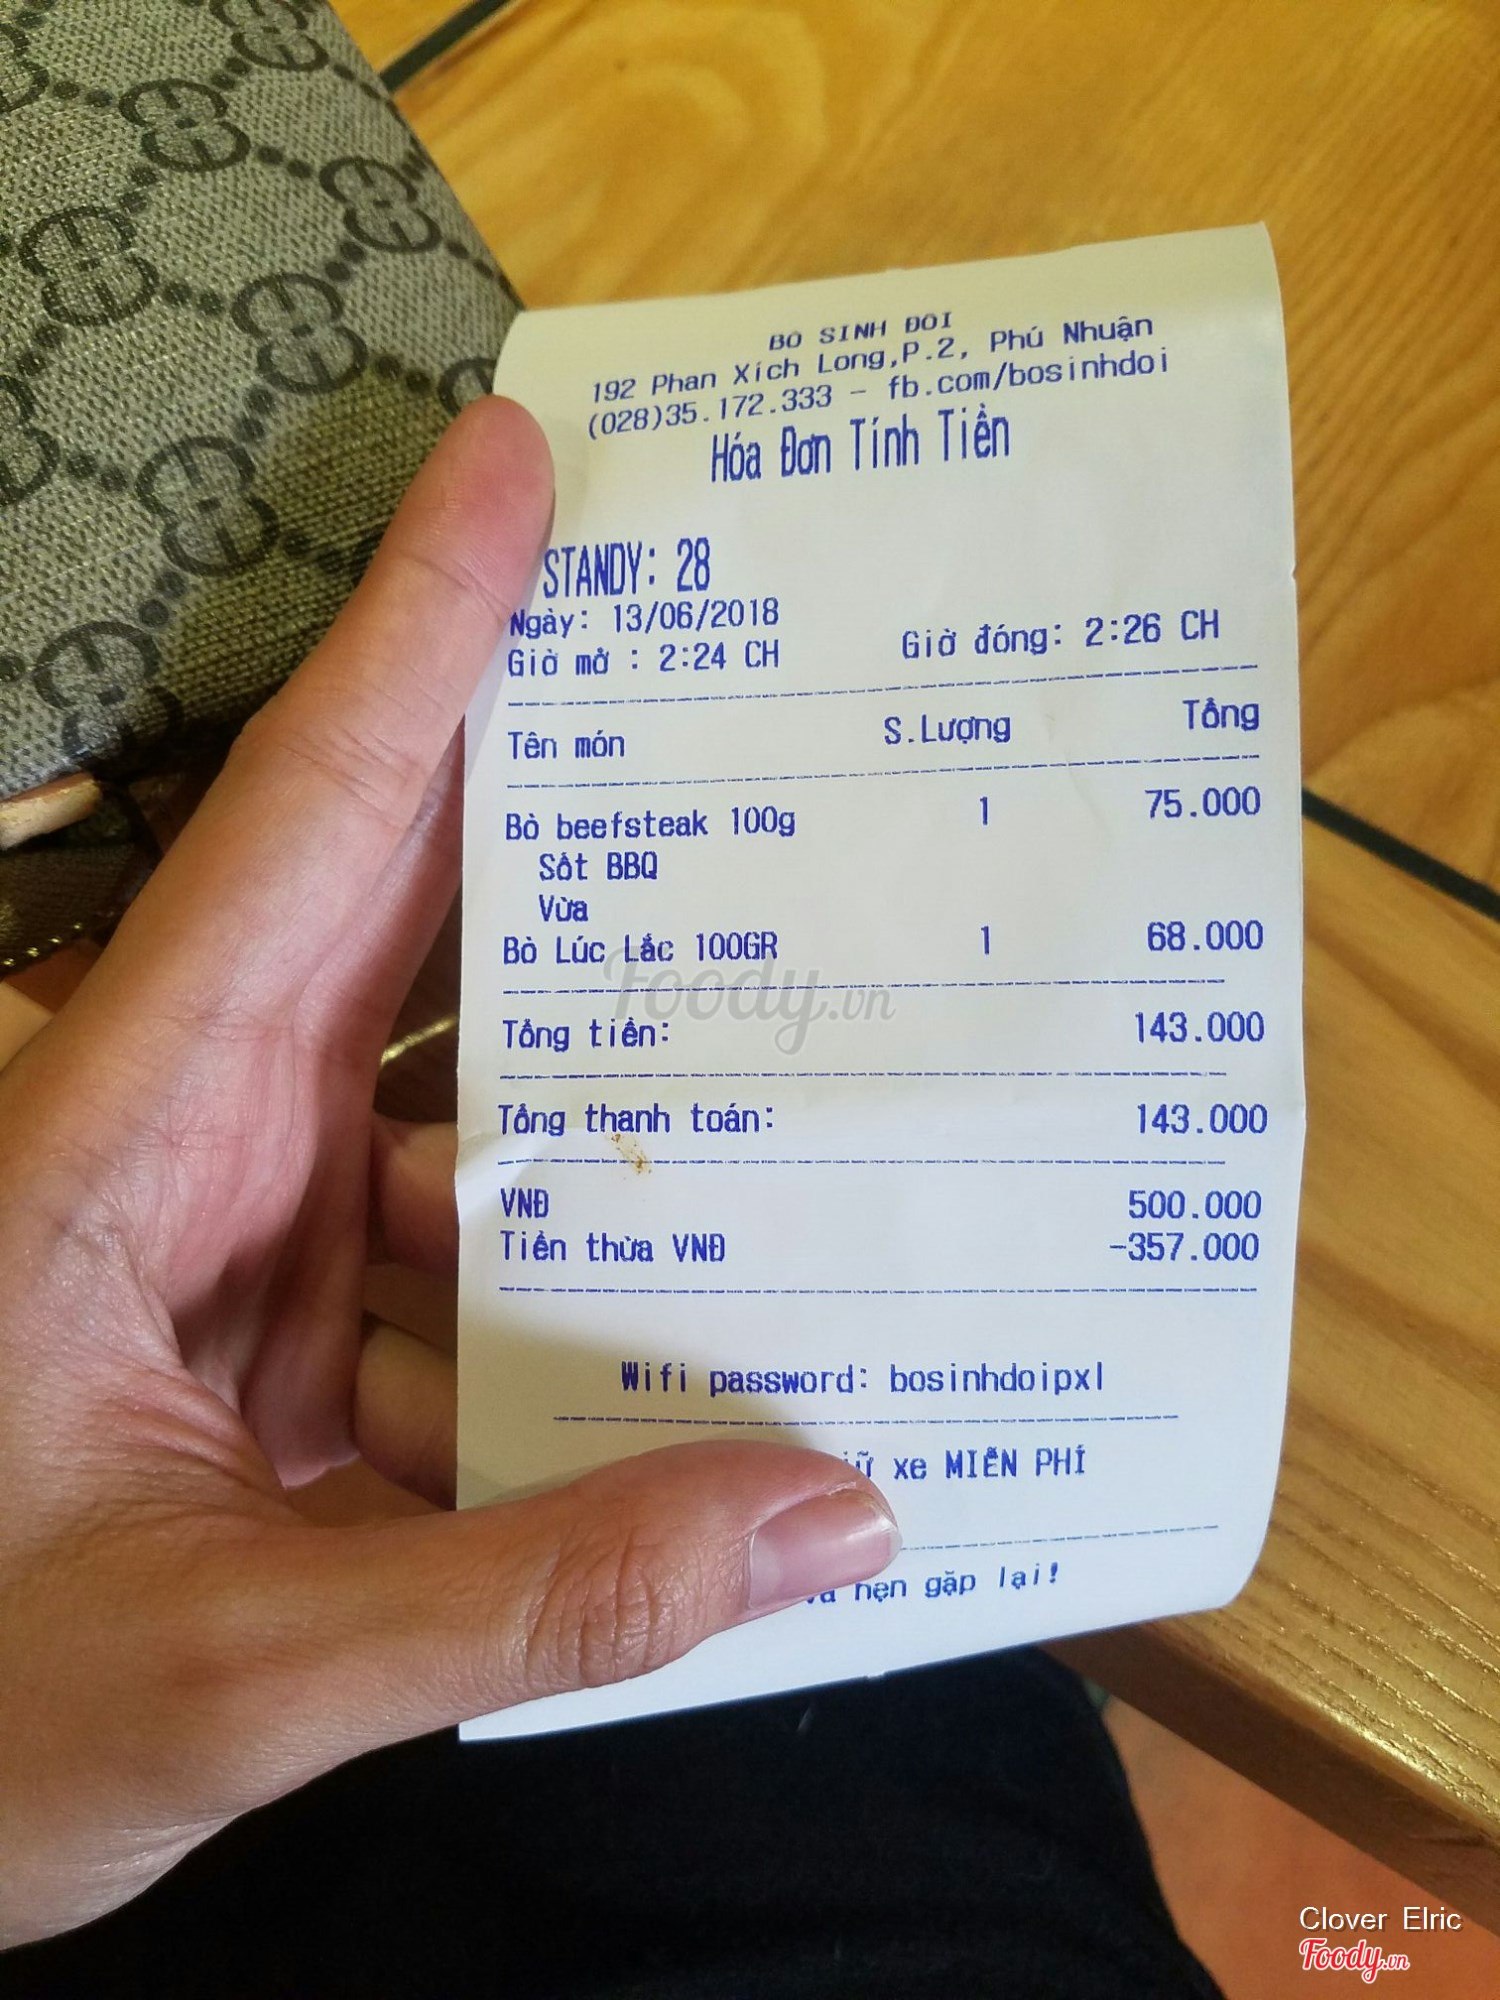 BÒ SINH ĐÔI
192 Phan Xích Long,P.2, Phú Nhuận
(028)35.172.333 - fb.com/bosinhdoi
Hóa Đơn Tính Tiền
STANDY: 28
Ngày: 13/06/2018
Giờ mở : 2:24 CH Giờ đóng: 2:26 CH
Tên món S.Lượng Tổng
Bò beefsteak 100g 1 75.000
Sốt BBQ
Vừa
Bò Lúc Lắc 100GR 1 68.000
Foody.vn
Tổng tiền: 143.000
Tổng thanh toán: 143.000
VNĐ 500.000
Tiền thừa VNĐ -357.000
Wifi password: bosinhdoipxl
xe MIỄN PHÍ
hẹn gặp lại!
Clover Elric
Foody.vn